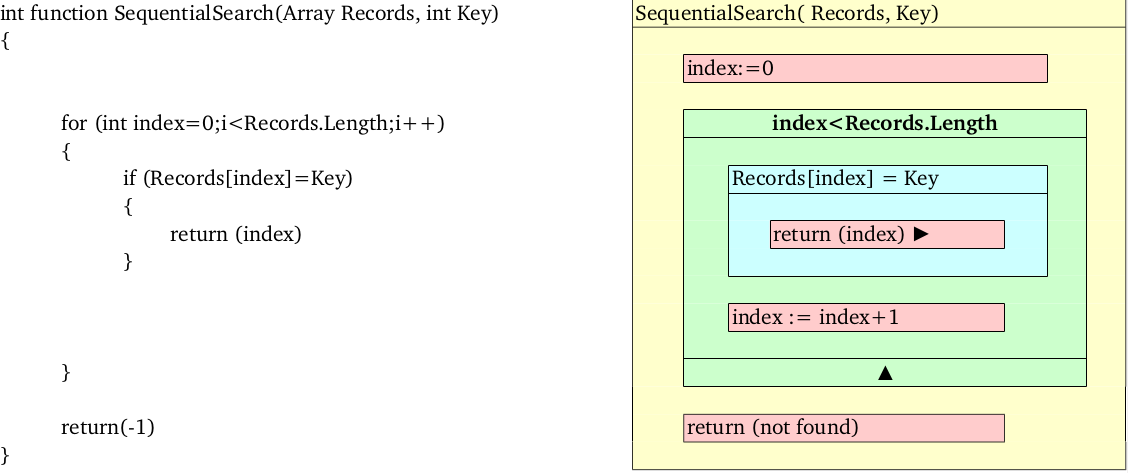 int function SequentialSearch(Array Records, int Key)
{
for (int index=0;i<Records.Length;i++)
{
if (Records[index]=Key)
{
return (index)
}
}
return(-1)
}
SequentialSearch( Records, Key)
index:=0
index<Records.Length
Records[index] = Key
return (index) ►
index := index+1
▲
return (not found)